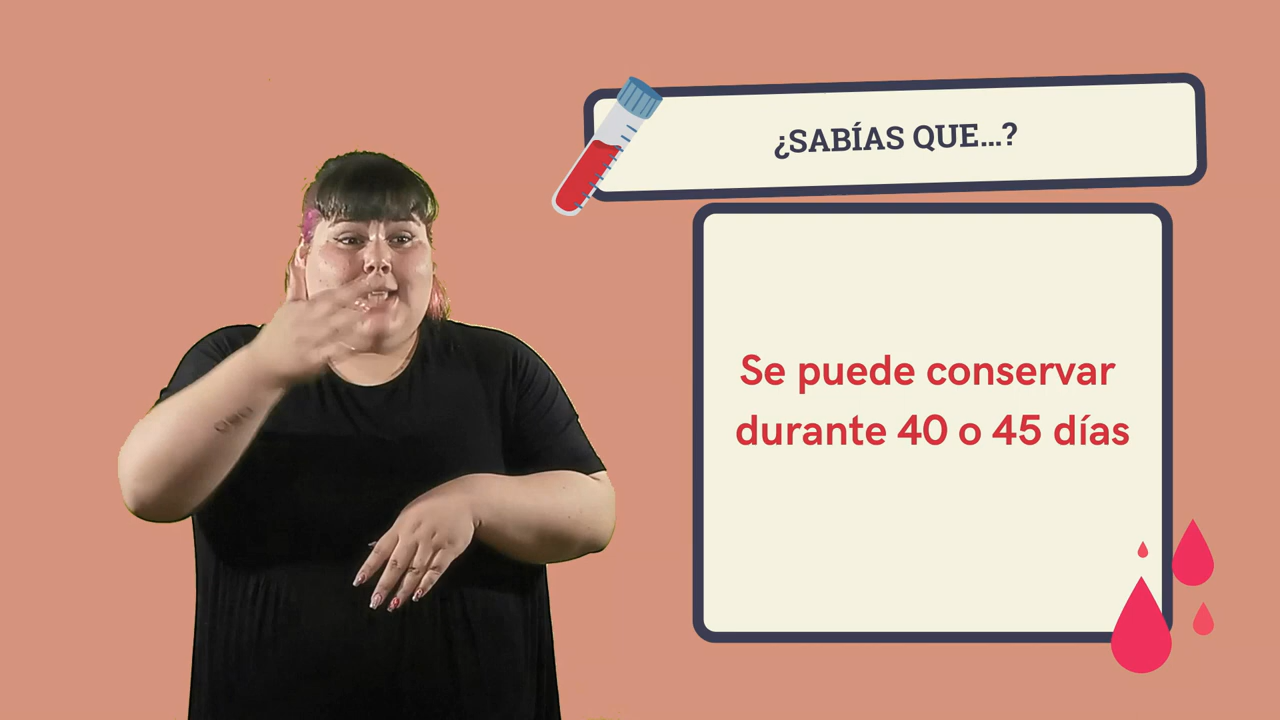 ¿SABÍAS QUE...?
Se puede conservar
durante 40 o 45 días